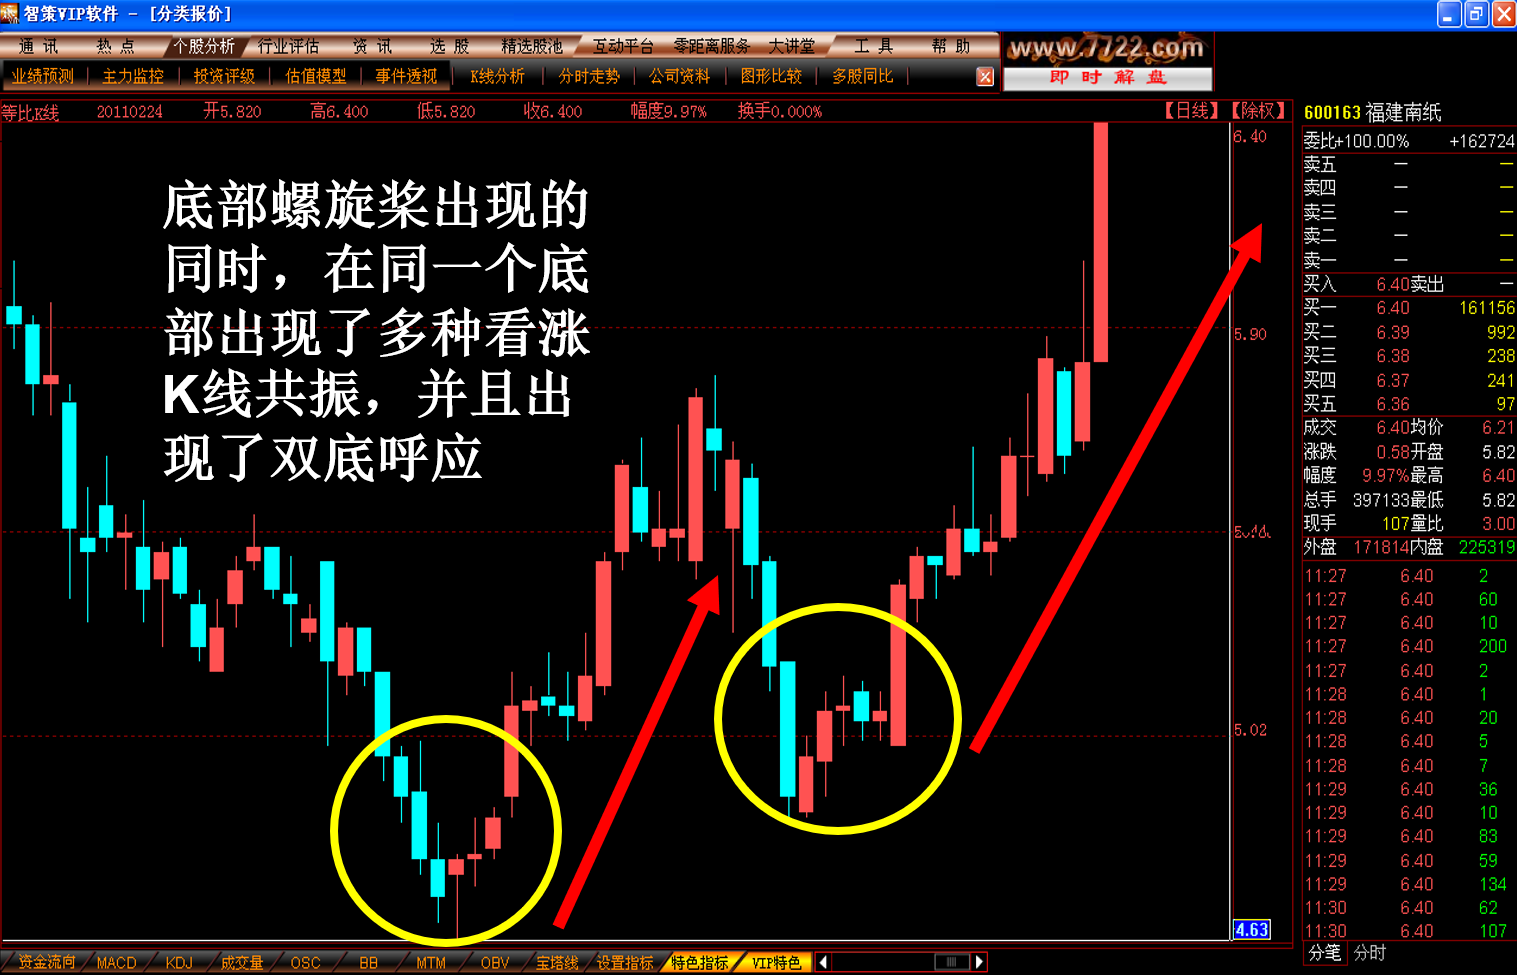 智策VIP软件 - [分类报价]
通 讯 热 点 个股分析 行业评估 资 讯 选 股 精选股池 互动平台 零距离服务 大讲堂 工 具 帮 助
业绩预测 主力监控 投资评级 估值模型 事件透视 K线分析 分时走势 公司资料 图形比较 多股同比
www.7722.com
即 时 解 盘
等比K线 20110224 开5.820 高6.400 低5.820 收6.400 幅度9.97% 换手0.000% 【日线】【除权】
6.40
5.90
5.02
4.63
底部螺旋桨出现的
同时，在同一个底
部出现了多种看涨
K线共振，并且出
现了双底呼应
600163 福建南纸
委比+100.00% +162724
卖五 — —
卖四 — —
卖三 — —
卖二 — —
卖一 — —
买入 6.40卖出 —
买一 6.40 161156
买二 6.39 992
买三 6.38 238
买四 6.37 241
买五 6.36 97
成交 6.40均价 6.21
涨跌 0.58开盘 5.82
幅度 9.97%最高 6.40
总手 397133最低 5.82
现手 107量比 3.00
外盘 171814内盘 225319
11:27 6.40 2
11:27 6.40 60
11:27 6.40 10
11:27 6.40 200
11:27 6.40 2
11:28 6.40 1
11:28 6.40 20
11:28 6.40 5
11:28 6.40 7
11:29 6.40 36
11:29 6.40 10
11:29 6.40 83
11:29 6.40 59
11:29 6.40 134
11:30 6.40 62
11:30 6.40 107
分笔 分时
资金流向 MACD KDJ 成交量 OSC BB MTM OBV 宝塔线 设置指标 特色指标 VIP特色